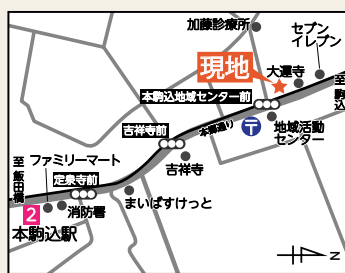 加藤診療所
セブン
イレブン
現地
大運寺
至
駒
込
本駒込地域センター前
本郷通り
〒
地域活動
センター
吉祥寺前
吉祥寺
至
飯
田
橋
ファミリーマート
定泉寺前
まいばすけっと
2
消防署
本駒込駅
N